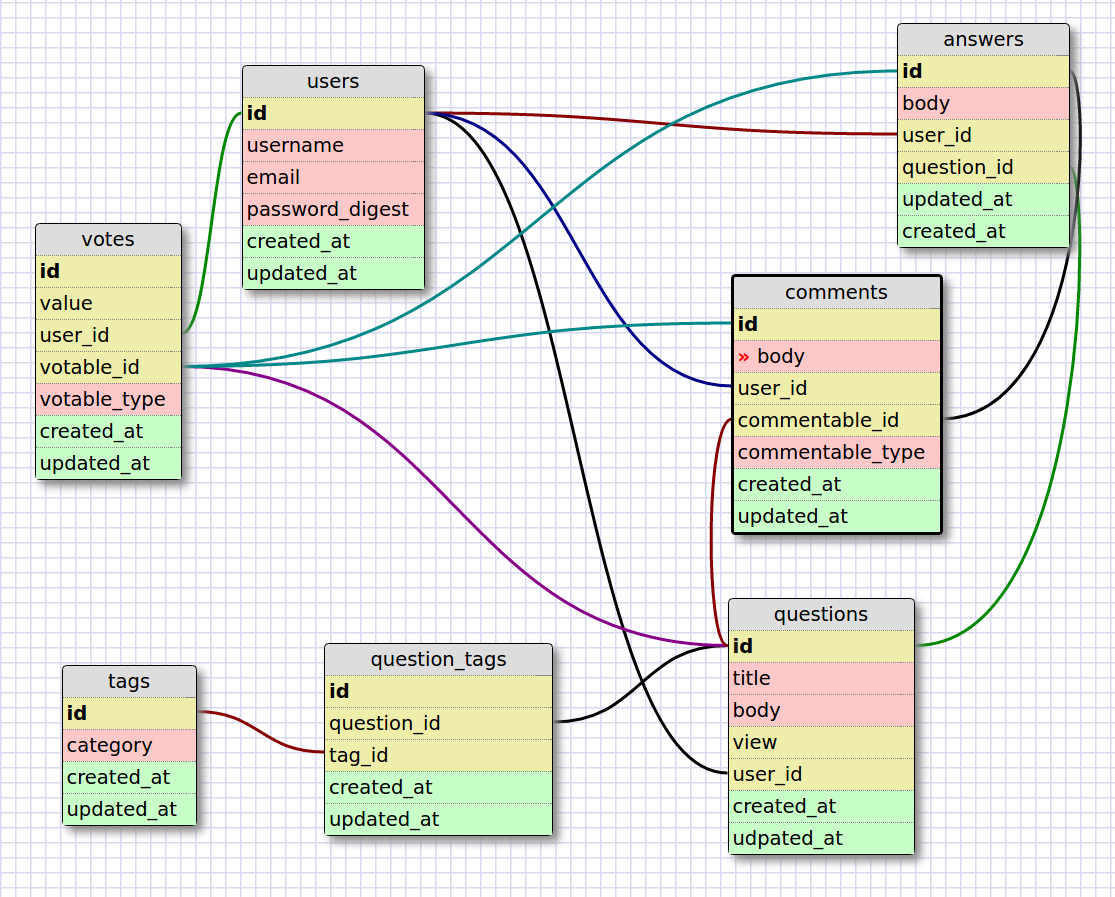 answers
id
body
user_id
question_id
updated_at
created_at
users
id
username
email
password_digest
created_at
updated_at
votes
id
value
user_id
votable_id
votable_type
created_at
updated_at
comments
id
» body
user_id
commentable_id
commentable_type
created_at
updated_at
questions
id
title
body
view
user_id
created_at
udpated_at
question_tags
id
question_id
tag_id
created_at
updated_at
tags
id
category
created_at
updated_at